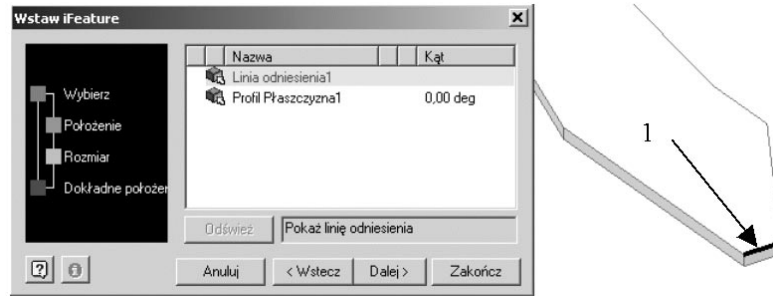 Wstaw iFeature
Nazwa Kąt
Linia odniesienia1
Profil Płaszczyzna1 0,00 deg
Wybierz
Położenie
Rozmiar
Dokładne położer
Odśwież Pokaż linię odniesienia
Anuluj < Wstecz Dalej > Zakończ
1